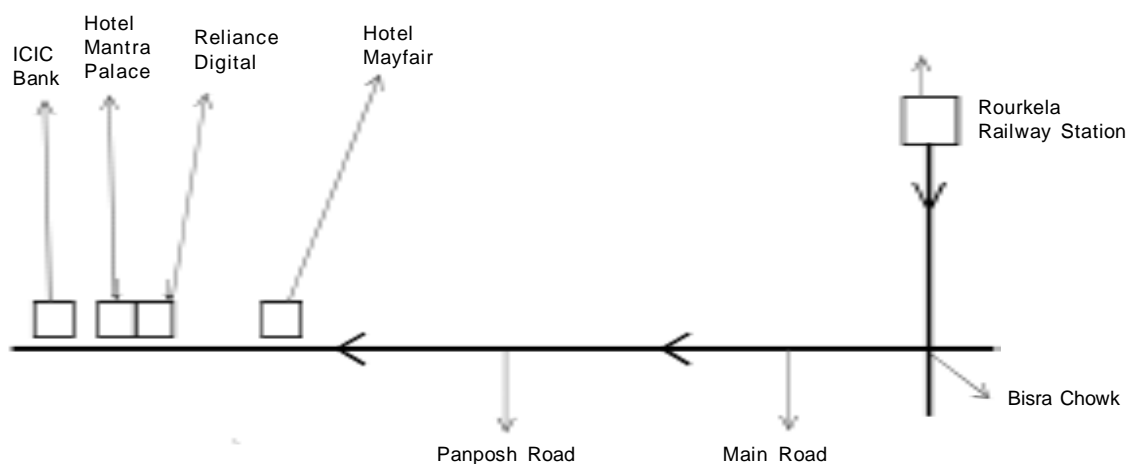 ICIC
Bank
Hotel
Mantra
Palace
Reliance
Digital
Hotel
Mayfair
Rourkela
Railway Station
Bisra Chowk
Panposh Road
Main Road